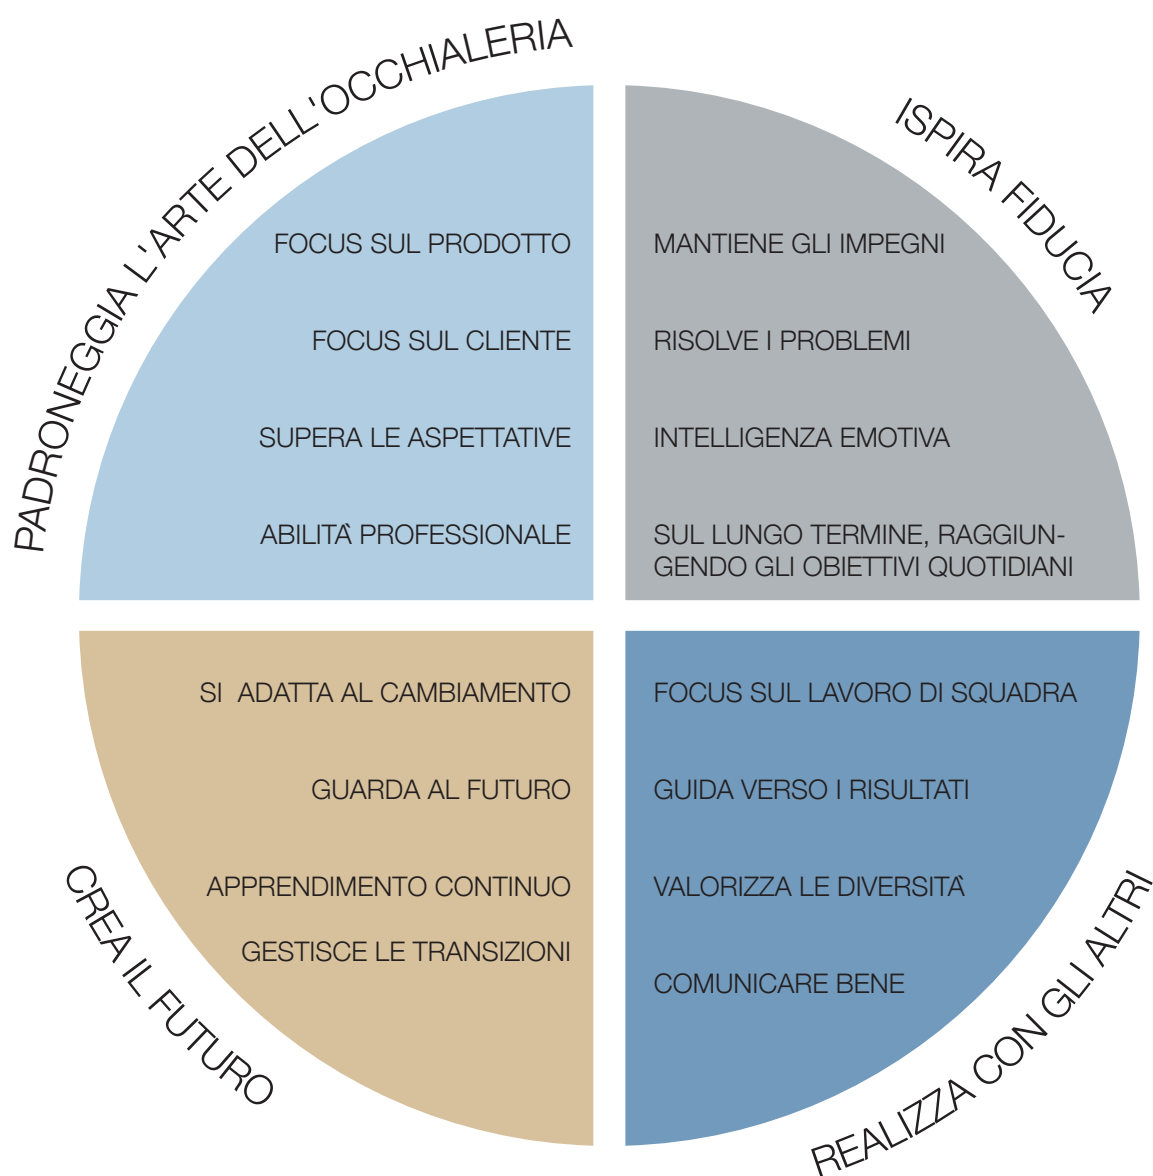 PADRONEGGIA L'ARTE DELL'OCCHIALERIA
FOCUS SUL PRODOTTO
FOCUS SUL CLIENTE
SUPERA LE ASPETTATIVE
ABILITÀ PROFESSIONALE
ISPIRA FIDUCIA
MANTIENE GLI IMPEGNI
RISOLVE I PROBLEMI
INTELLIGENZA EMOTIVA
SUL LUNGO TERMINE, RAGGIUN-
GENDO GLI OBIETTIVI QUOTIDIANI
CREA IL FUTURO
SI ADATTA AL CAMBIAMENTO
GUARDA AL FUTURO
APPRENDIMENTO CONTINUO
GESTISCE LE TRANSIZIONI
REALIZZA CON GLI ALTRI
FOCUS SUL LAVORO DI SQUADRA
GUIDA VERSO I RISULTATI
VALORIZZA LE DIVERSITÀ
COMUNICARE BENE